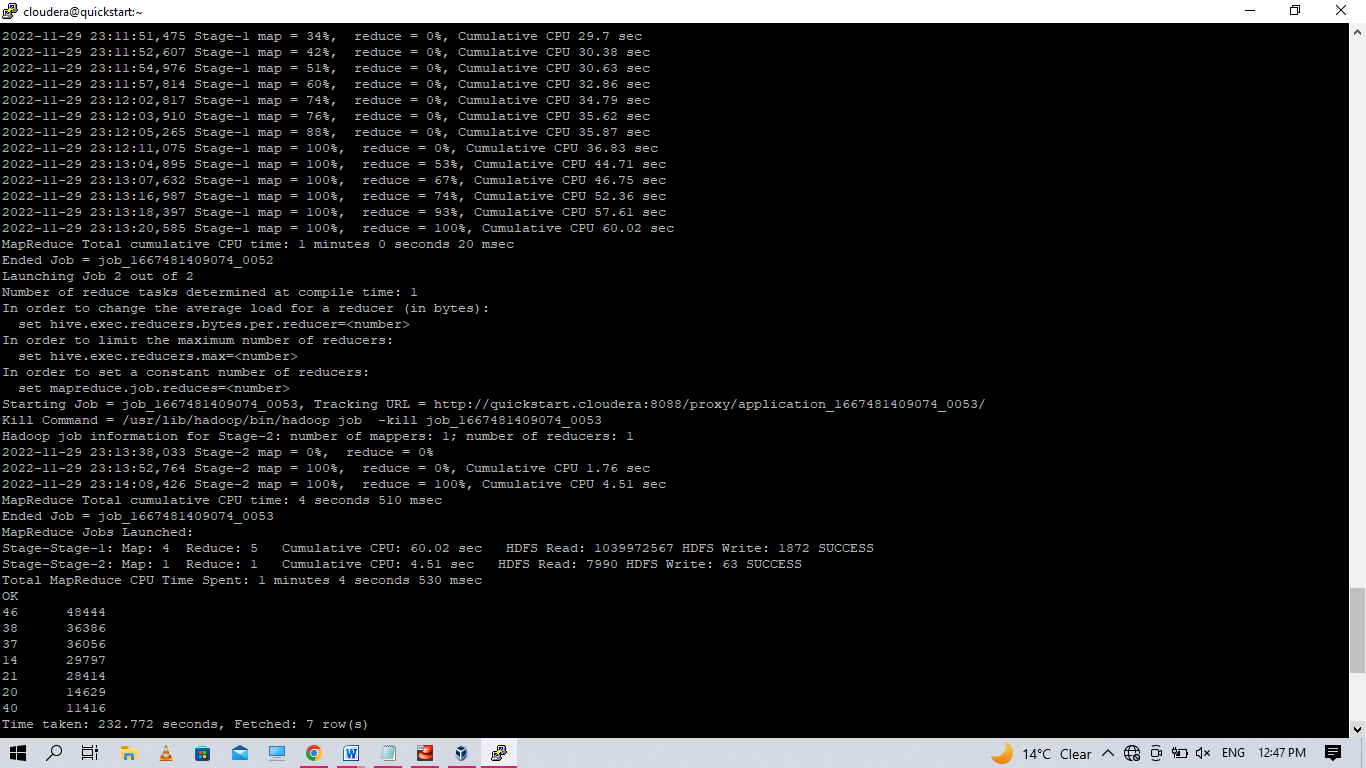 cloudera@quickstart:~
2022-11-29 23:11:51,475 Stage-1 map = 34%,  reduce = 0%, Cumulative CPU 29.7 sec
2022-11-29 23:11:52,607 Stage-1 map = 42%,  reduce = 0%, Cumulative CPU 30.38 sec
2022-11-29 23:11:54,976 Stage-1 map = 51%,  reduce = 0%, Cumulative CPU 30.63 sec
2022-11-29 23:11:57,814 Stage-1 map = 60%,  reduce = 0%, Cumulative CPU 32.86 sec
2022-11-29 23:12:02,817 Stage-1 map = 74%,  reduce = 0%, Cumulative CPU 34.79 sec
2022-11-29 23:12:03,910 Stage-1 map = 76%,  reduce = 0%, Cumulative CPU 35.62 sec
2022-11-29 23:12:05,265 Stage-1 map = 88%,  reduce = 0%, Cumulative CPU 35.87 sec
2022-11-29 23:12:11,075 Stage-1 map = 100%,  reduce = 0%, Cumulative CPU 36.83 sec
2022-11-29 23:13:04,895 Stage-1 map = 100%,  reduce = 53%, Cumulative CPU 44.71 sec
2022-11-29 23:13:07,632 Stage-1 map = 100%,  reduce = 67%, Cumulative CPU 46.75 sec
2022-11-29 23:13:16,987 Stage-1 map = 100%,  reduce = 74%, Cumulative CPU 52.36 sec
2022-11-29 23:13:18,397 Stage-1 map = 100%,  reduce = 93%, Cumulative CPU 57.61 sec
2022-11-29 23:13:20,585 Stage-1 map = 100%,  reduce = 100%, Cumulative CPU 60.02 sec
MapReduce Total cumulative CPU time: 1 minutes 0 seconds 20 msec
Ended Job = job_1667481409074_0052
Launching Job 2 out of 2
Number of reduce tasks determined at compile time: 1
In order to change the average load for a reducer (in bytes):
  set hive.exec.reducers.bytes.per.reducer=<number>
In order to limit the maximum number of reducers:
  set hive.exec.reducers.max=<number>
In order to set a constant number of reducers:
  set mapreduce.job.reduces=<number>
Starting Job = job_1667481409074_0053, Tracking URL = http://quickstart.cloudera:8088/proxy/application_1667481409074_0053/
Kill Command = /usr/lib/hadoop/bin/hadoop job  -kill job_1667481409074_0053
Hadoop job information for Stage-2: number of mappers: 1; number of reducers: 1
2022-11-29 23:13:38,033 Stage-2 map = 0%,  reduce = 0%
2022-11-29 23:13:52,764 Stage-2 map = 100%,  reduce = 0%, Cumulative CPU 1.76 sec
2022-11-29 23:14:08,426 Stage-2 map = 100%,  reduce = 100%, Cumulative CPU 4.51 sec
MapReduce Total cumulative CPU time: 4 seconds 510 msec
Ended Job = job_1667481409074_0053
MapReduce Jobs Launched:
Stage-Stage-1: Map: 4  Reduce: 5   Cumulative CPU: 60.02 sec   HDFS Read: 1039972567 HDFS Write: 1872 SUCCESS
Stage-Stage-2: Map: 1  Reduce: 1   Cumulative CPU: 4.51 sec   HDFS Read: 7990 HDFS Write: 63 SUCCESS
Total MapReduce CPU Time Spent: 1 minutes 4 seconds 530 msec
OK
46      48444
38      36386
37      36056
14      29797
21      28414
20      14629
40      11416
Time taken: 232.772 seconds, Fetched: 7 row(s)
14°C Clear ENG 12:47 PM